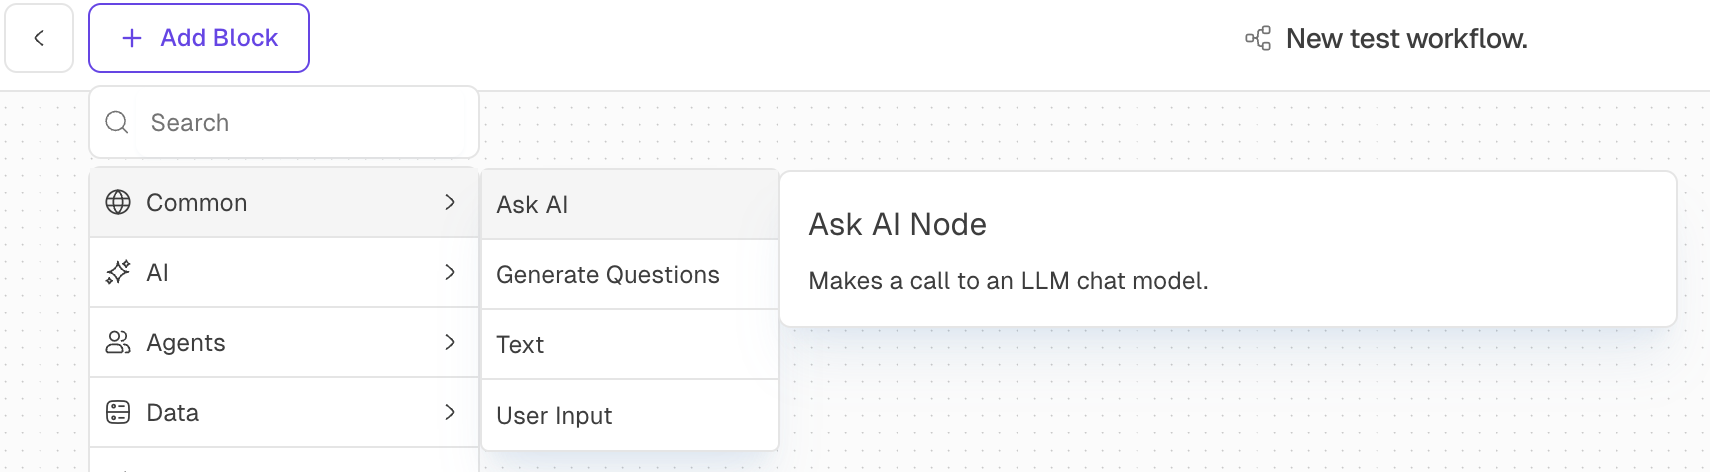 Add Block
New test workflow.
Search
Common
AI
Agents
Data
Ask AI
Generate Questions
Text
User Input
Ask AI Node
Makes a call to an LLM chat model.